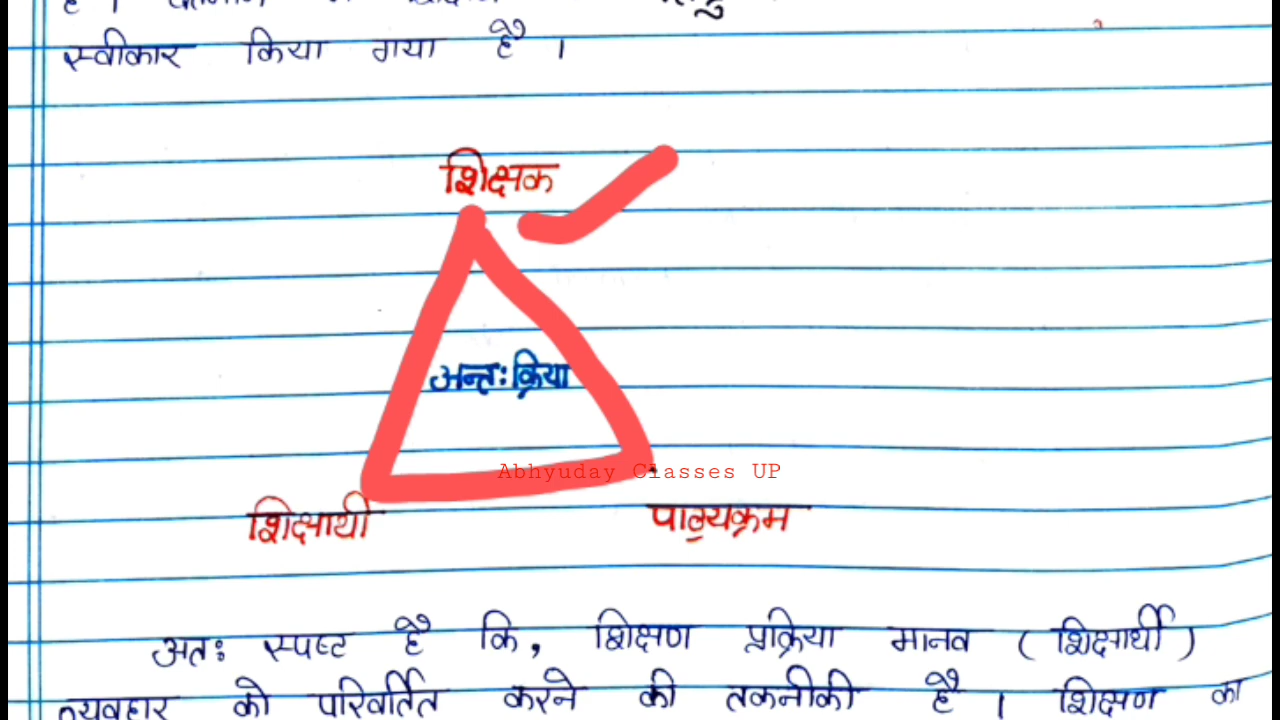 स्वीकार किया गया है ।
शिक्षक
अन्तःक्रिया
Abhyuday Classes UP
शिक्षार्थी पाठ्यक्रम
अतः स्पष्ट है कि, शिक्षण प्रक्रिया मानव (शिक्षार्थी)
व्यवहार को परिवर्तित करने की तकनीकी है । शिक्षण का